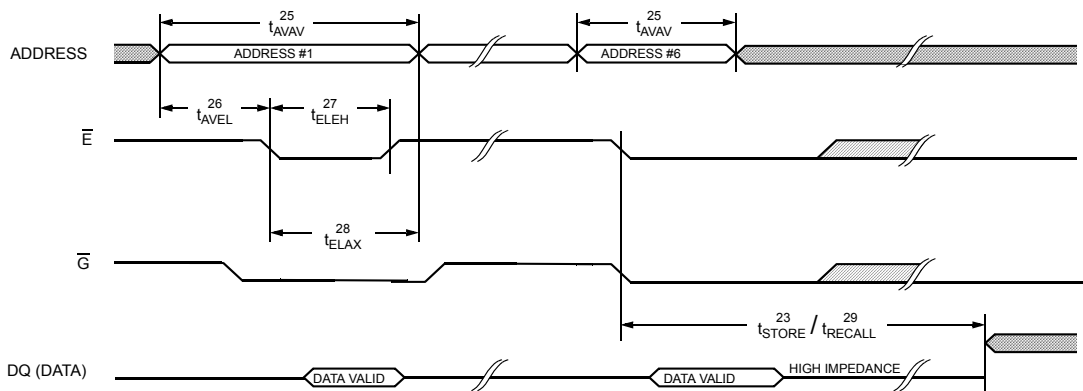 25
tAVAV
25
tAVAV
ADDRESS
ADDRESS #1
ADDRESS #6
26
tAVEL
27
tELEH
E
28
tELAX
G
23
tSTORE / 29
tRECALL
DQ (DATA)
DATA VALID
DATA VALID
HIGH IMPEDANCE